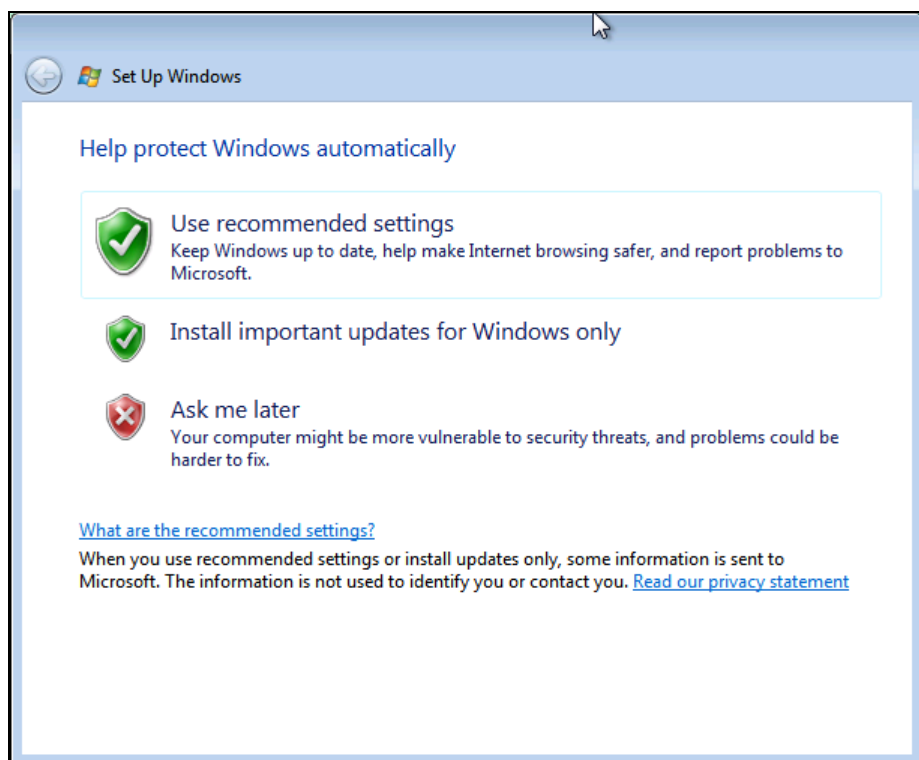 Set Up Windows
Help protect Windows automatically
Use recommended settings
Keep Windows up to date, help make Internet browsing safer, and report problems to
Microsoft.
Install important updates for Windows only
Ask me later
Your computer might be more vulnerable to security threats, and problems could be
harder to fix.
What are the recommended settings?
When you use recommended settings or install updates only, some information is sent to
Microsoft. The information is not used to identify you or contact you. Read our privacy statement